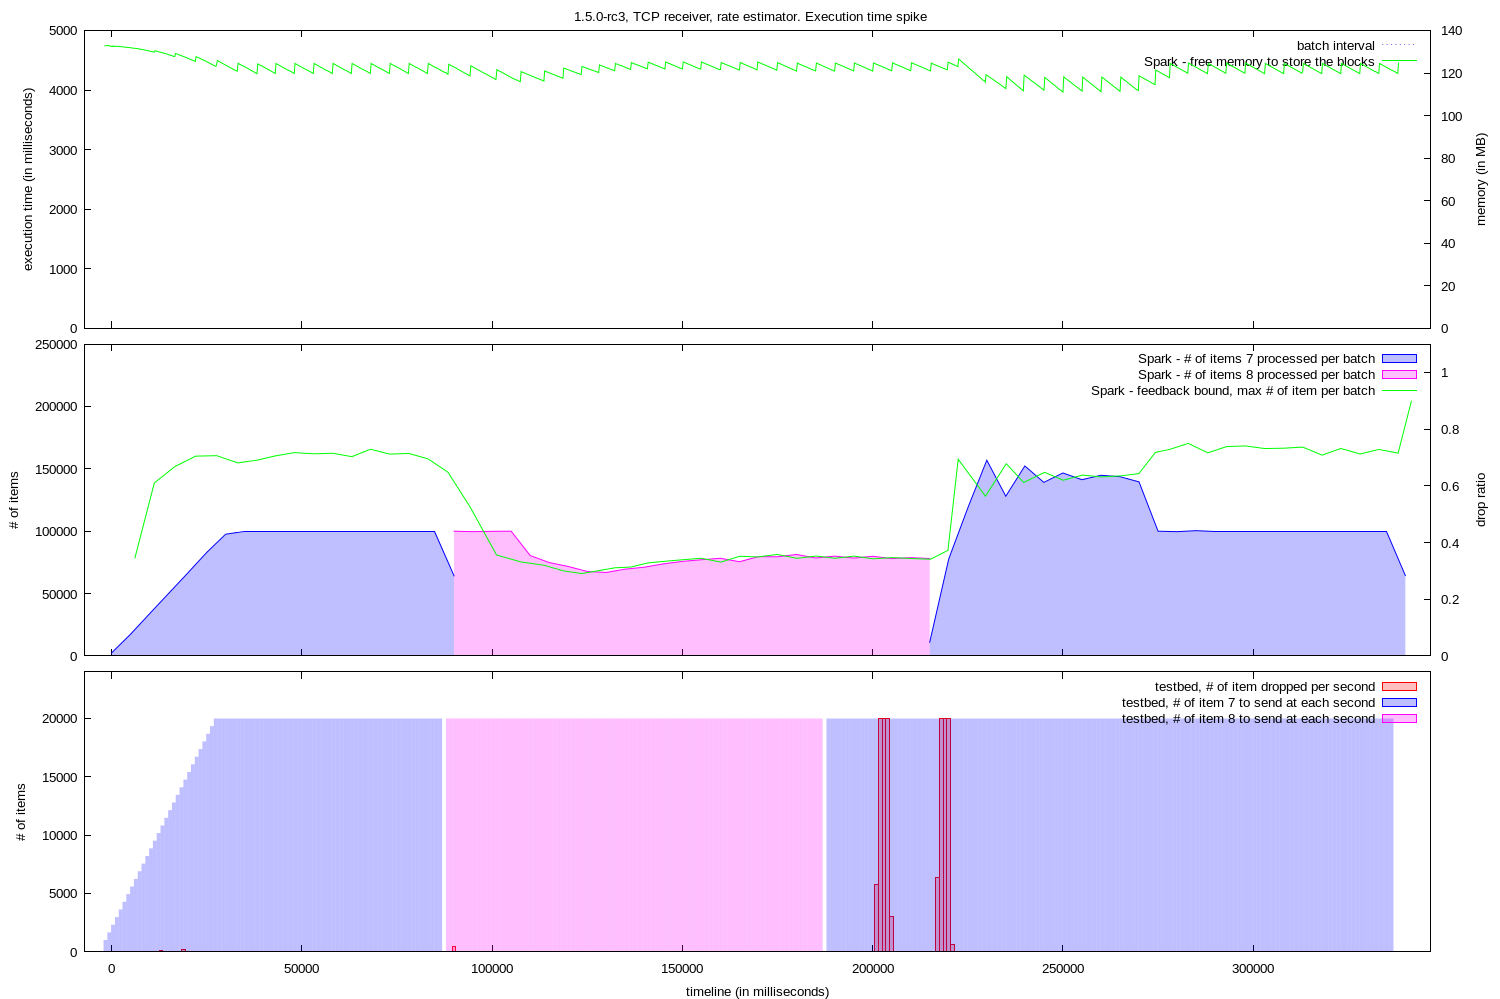 1.5.0-rc3, TCP receiver, rate estimator. Execution time spike
5000
4000
3000
2000
1000
0
execution time (in milliseconds)
140
120
100
80
60
40
20
0
memory (in MB)
batch interval
Spark - free memory to store the blocks
250000
200000
150000
100000
50000
0
# of items
1
0.8
0.6
0.4
0.2
0
drop ratio
Spark - # of items 7 processed per batch
Spark - # of items 8 processed per batch
Spark - feedback bound, max # of item per batch
20000
15000
10000
5000
0
# of items
testbed, # of item dropped per second
testbed, # of item 7 to send at each second
testbed, # of item 8 to send at each second
0 50000 100000 150000 200000 250000 300000
timeline (in milliseconds)